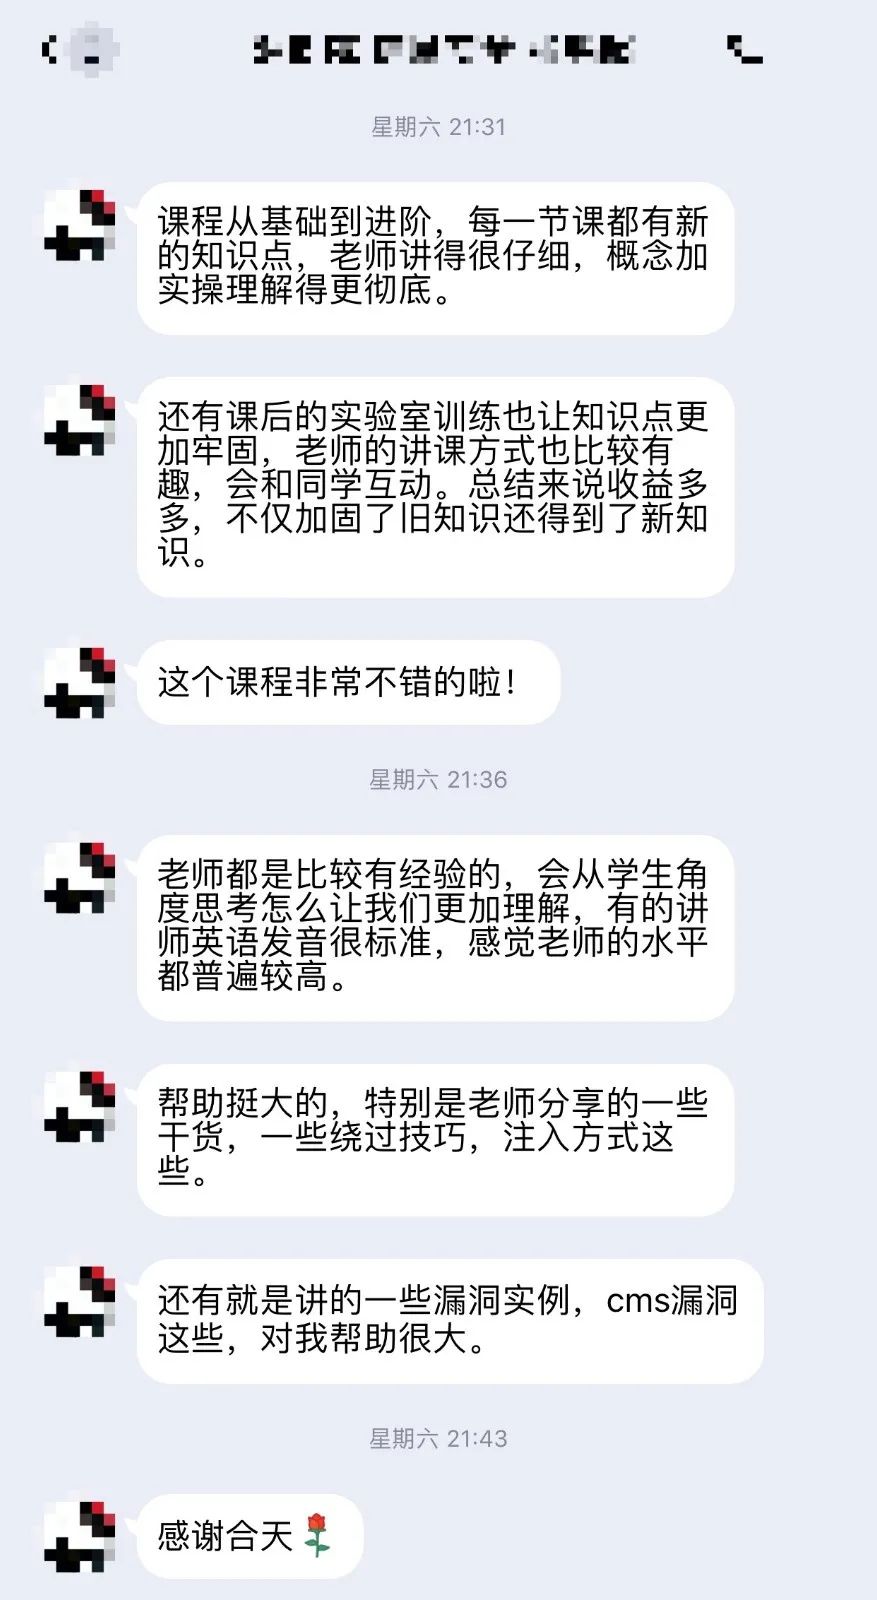 星期六 21:31
课程从基础到进阶，每一节课都有新
的知识点，老师讲得很仔细，概念加
实操理解得更彻底。
还有课后的实验室训练也让知识点更
加牢固，老师的讲课方式也比较有
趣，会和同学互动。总结来说收益多
多，不仅加固了旧知识还得到了新知
识。
这个课程非常不错的啦！
星期六 21:36
老师都是比较有经验的，会从学生角
度思考怎么让我们更加理解，有的讲
师英语发音很标准，感觉老师的水平
都普遍较高。
帮助挺大的，特别是老师分享的一些
干货，一些绕过技巧，注入方式这
些。
还有就是讲的一些漏洞实例，cms漏洞
这些，对我帮助很大。
星期六 21:43
感谢合天🌹